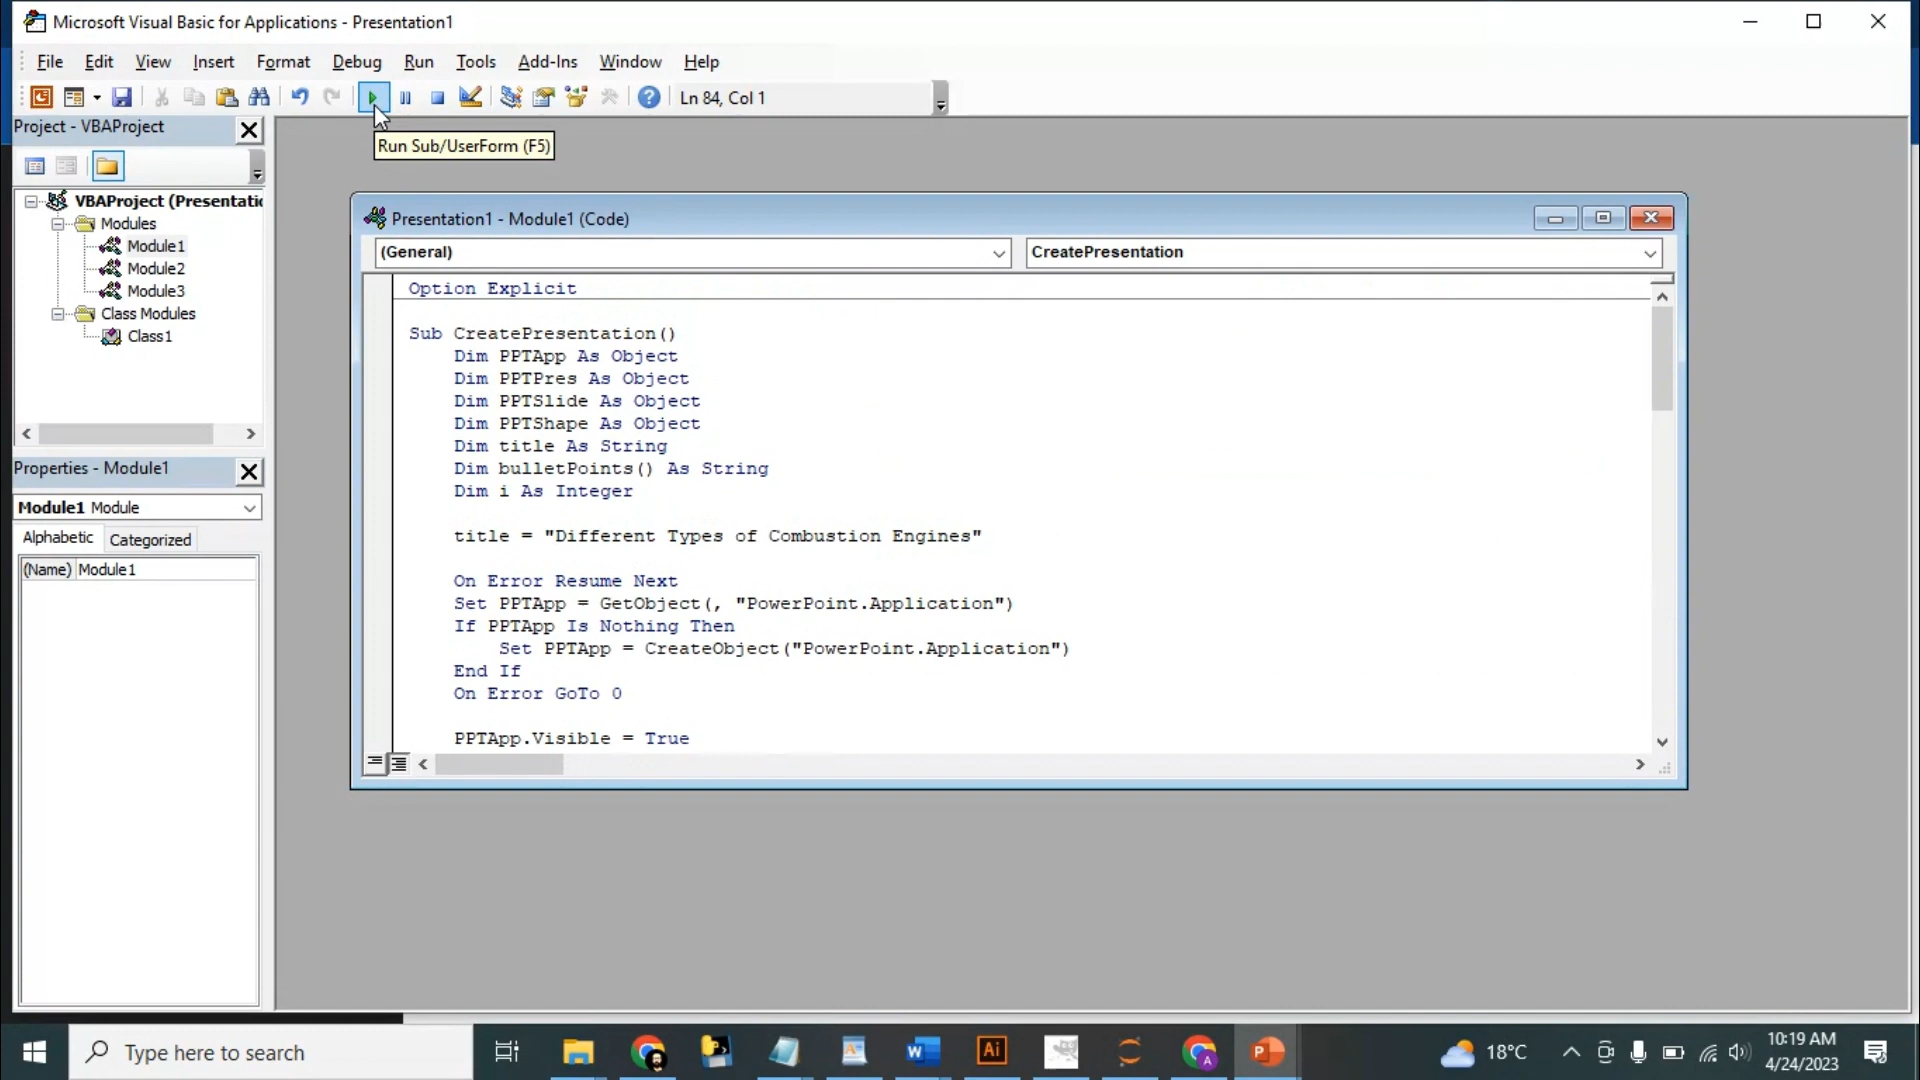 Microsoft Visual Basic for Applications - Presentation1
File Edit View Insert Format Debug Run Tools Add-Ins Window Help
Ln 84, Col 1
Run Sub/UserForm (F5)
Project - VBAProject
VBAProject (Presentatic
Modules
Module1
Module2
Module3
Class Modules
Class1
Properties - Module1
Module1 Module
Alphabetic Categorized
(Name) Module1
Presentation1 - Module1 (Code)
(General) CreatePresentation
Option Explicit
Sub CreatePresentation()
Dim PPTApp As Object
Dim PPTPres As Object
Dim PPTSlide As Object
Dim PPTShape As Object
Dim title As String
Dim bulletPoints() As String
Dim i As Integer
title = "Different Types of Combustion Engines"
On Error Resume Next
Set PPTApp = GetObject(, "PowerPoint.Application")
If PPTApp Is Nothing Then
Set PPTApp = CreateObject("PowerPoint.Application")
End If
On Error GoTo 0
PPTApp.Visible = True
Type here to search
W
Ai
A
P
18°C
10:19 AM
4/24/2023